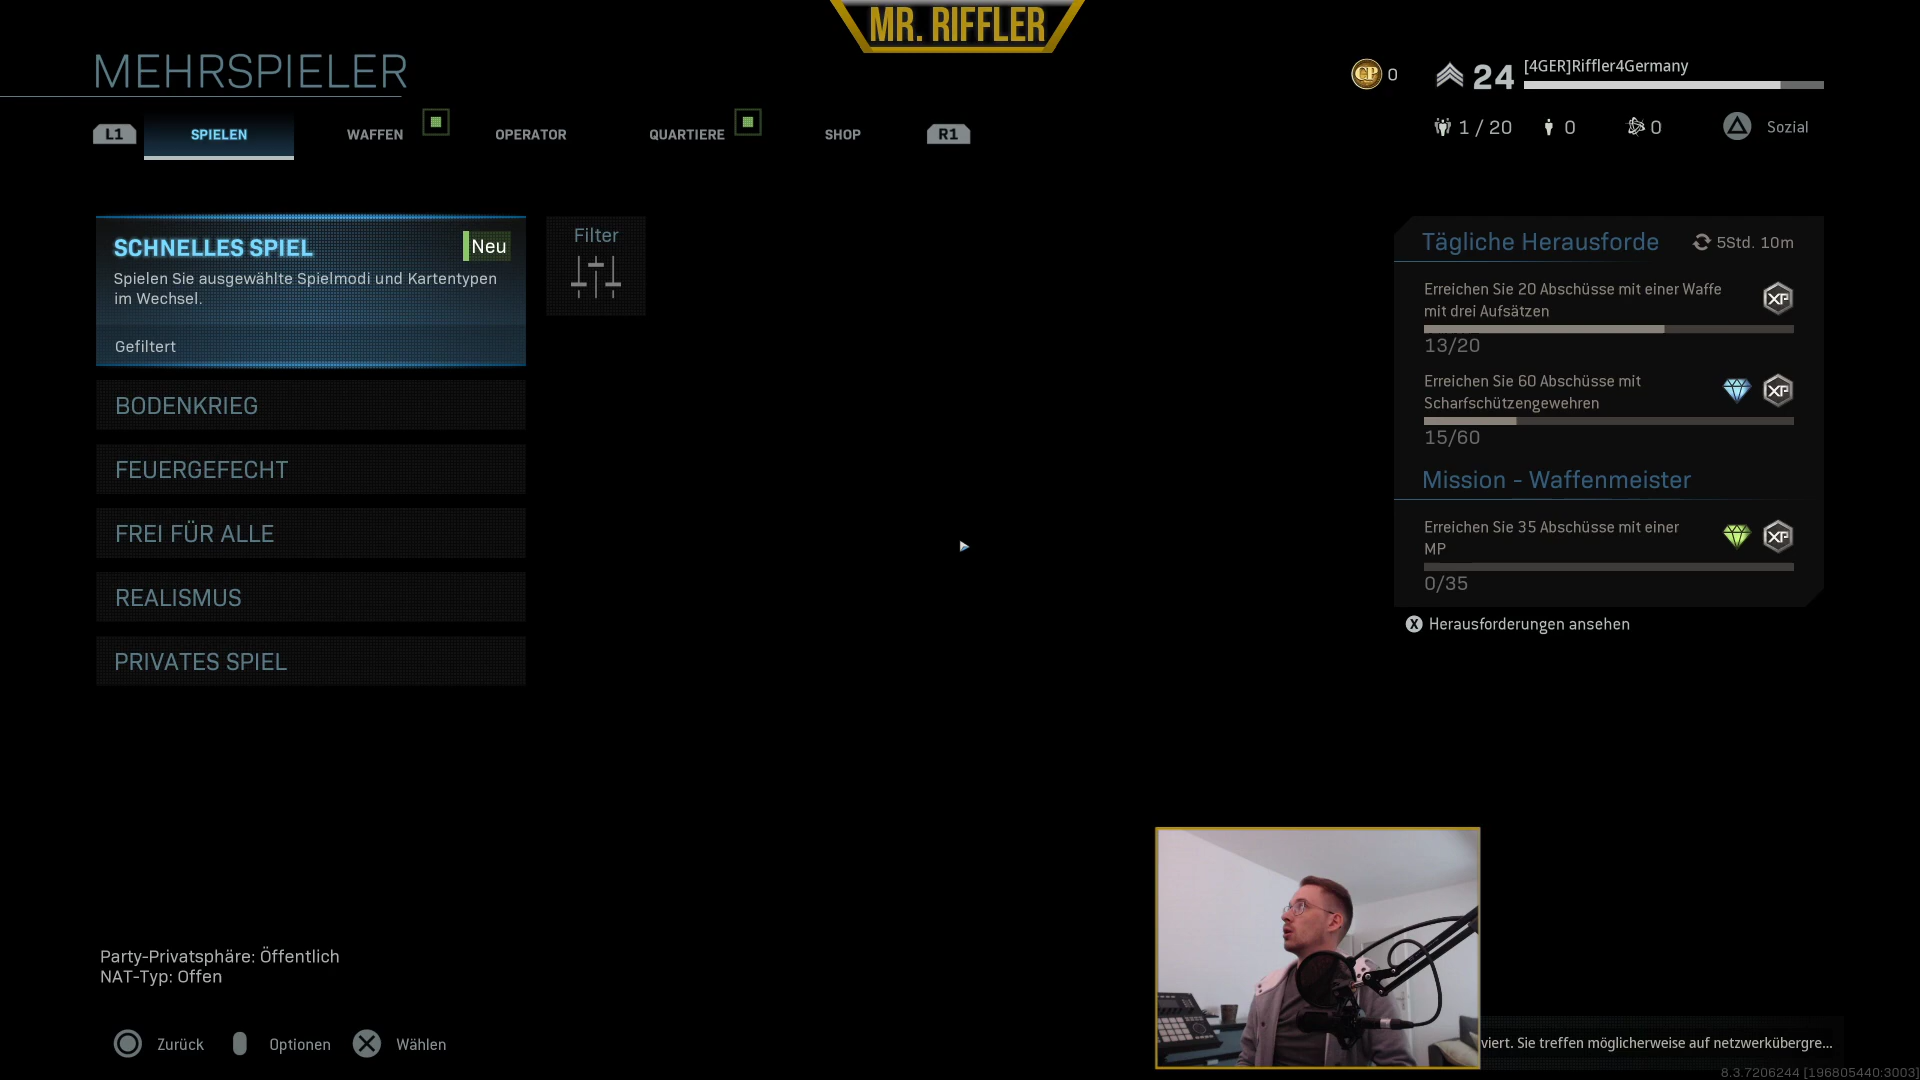 MR. RIFFLER
MEHRSPIELER
CP 0
24
[4GER]Riffler4Germany
L1
SPIELEN
WAFFEN
OPERATOR
QUARTIERE
SHOP
R1
1 / 20
0
0
Sozial
SCHNELLES SPIEL
Neu
Spielen Sie ausgewählte Spielmodi und Kartentypen
im Wechsel.
Gefiltert
Filter
BODENKRIEG
FEUERGEFECHT
FREI FÜR ALLE
REALISMUS
PRIVATES SPIEL
Tägliche Herausforde
5Std. 10m
Erreichen Sie 20 Abschüsse mit einer Waffe
mit drei Aufsätzen
XP
13/20
Erreichen Sie 60 Abschüsse mit
Scharfschützengewehren
XP
15/60
Mission - Waffenmeister
Erreichen Sie 35 Abschüsse mit einer
MP
XP
0/35
X Herausforderungen ansehen
Party-Privatsphäre: Öffentlich
NAT-Typ: Offen
Zurück
Optionen
Wählen
viert. Sie treffen möglicherweise auf netzwerkübergre...
8.3.7206244 [196805440:3003]